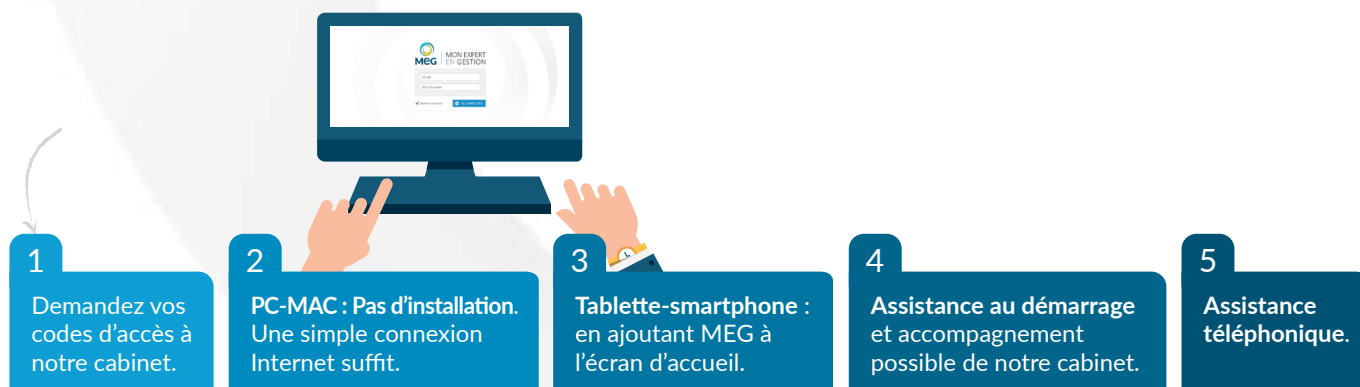 MEG
MON EXPERT
EN GESTION
Email
1
Demandez vos
codes d'accès à
notre cabinet.
2
PC-MAC : Pas d'installation.
Une simple connexion
Internet suffit.
3
Tablette-smartphone :
en ajoutant MEG à
l'écran d'accueil.
4
Assistance au démarrage
et accompagnement
possible de notre cabinet.
5
Assistance
téléphonique.